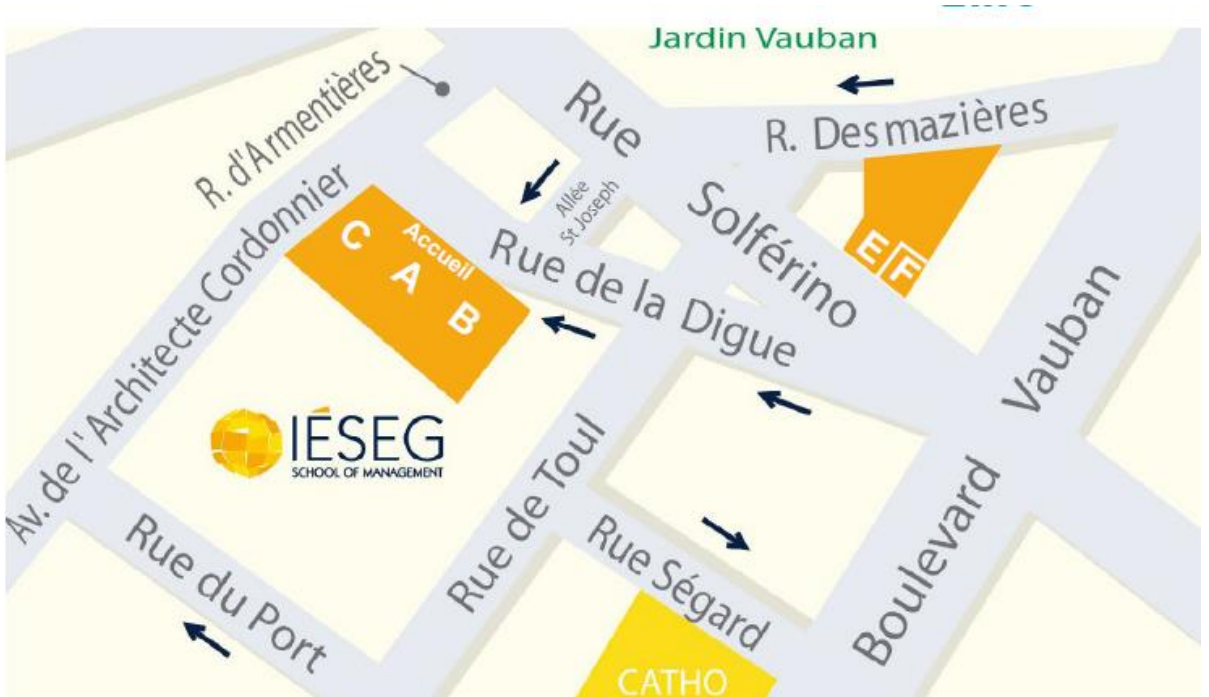 Jardin Vauban
R. d'Armentières
Rue
Solférino
R. Desmazières
Allée
St Joseph
Av. de l'Architecte Cordonnier
C
Accueil
A
B
E
F
Rue de la Digue
Boulevard
Vauban
IÉSEG
SCHOOL OF MANAGEMENT
Rue de Toul
Rue du Port
Rue Ségard
CATHO